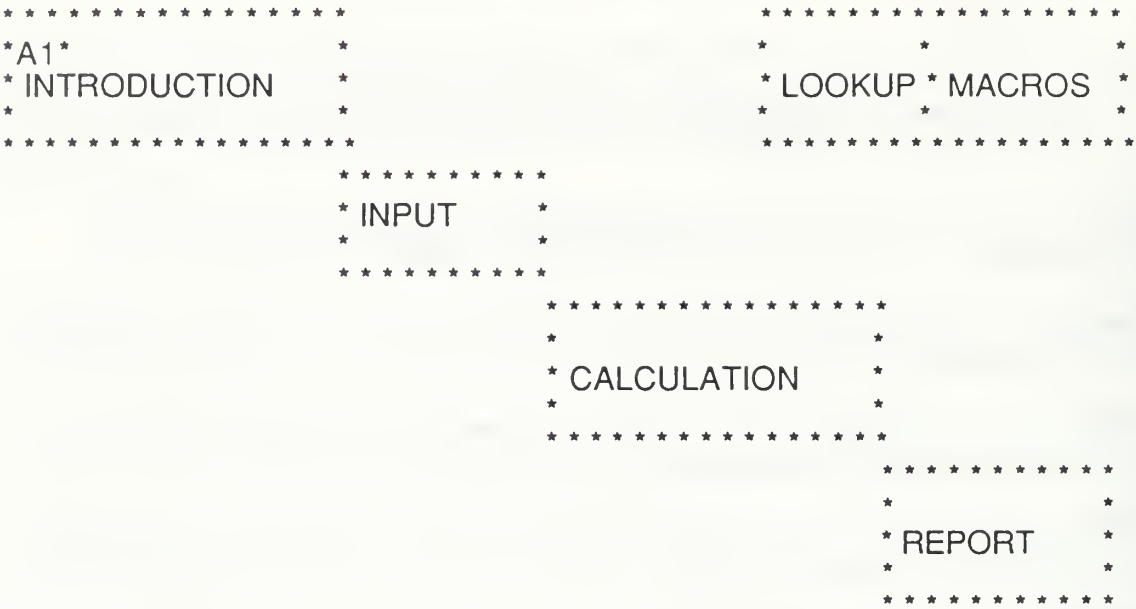 *A1*
* INTRODUCTION *
* LOOKUP * MACROS *
* INPUT *
* CALCULATION *
* REPORT *